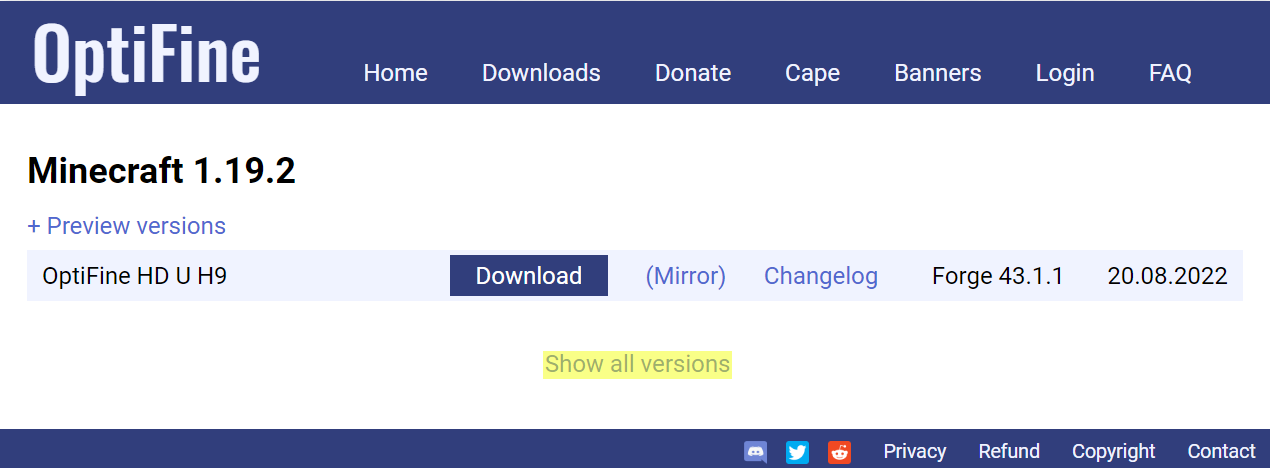 OptiFine
Home Downloads Donate Cape Banners Login FAQ
Minecraft 1.19.2
+ Preview versions
OptiFine HD U H9 Download (Mirror) Changelog Forge 43.1.1 20.08.2022
Show all versions
Privacy Refund Copyright Contact